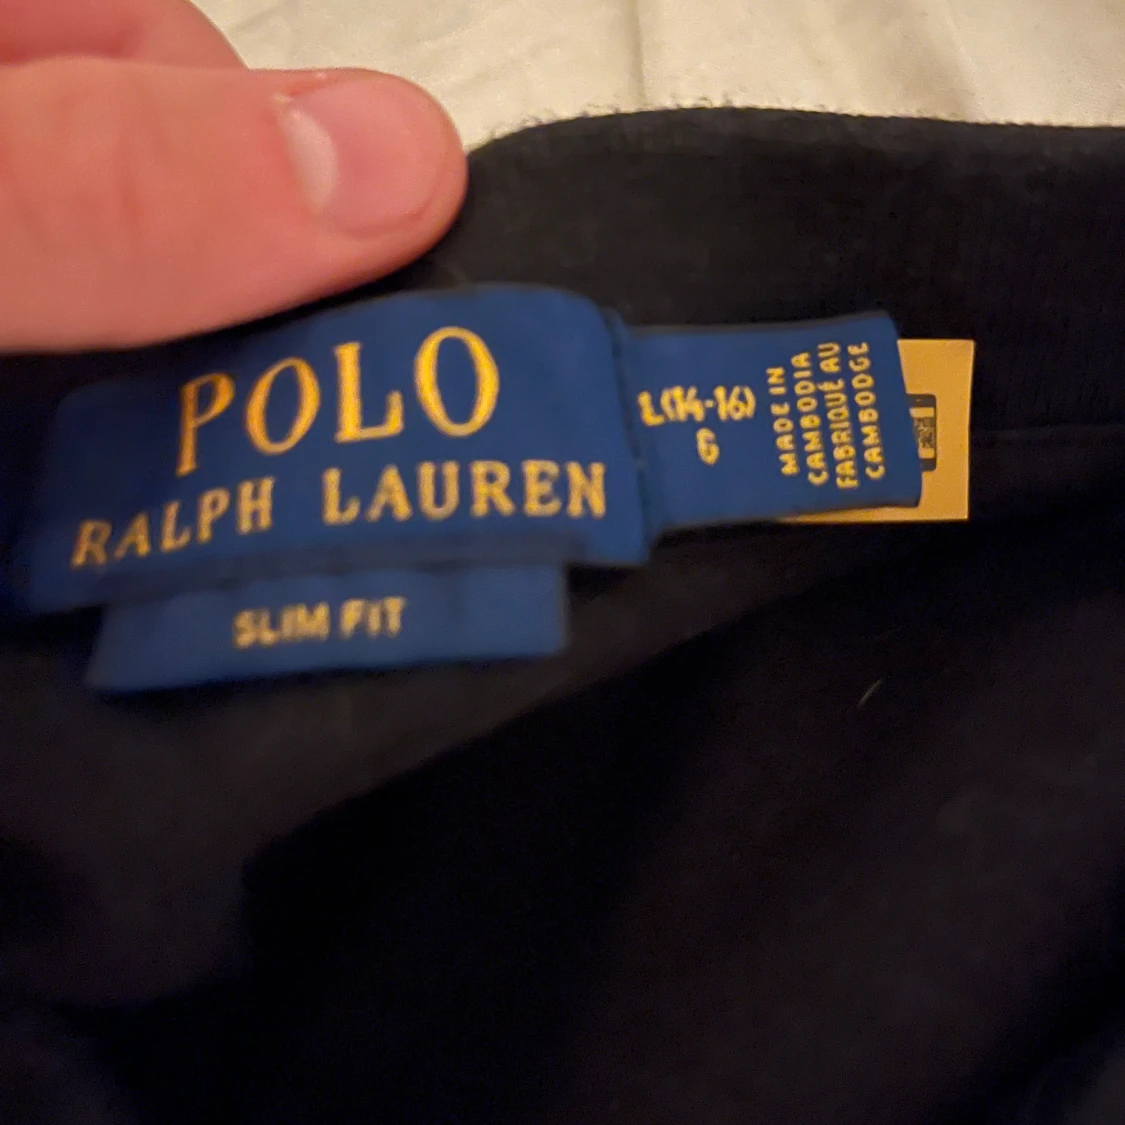 POLO
RALPH LAUREN
SLIM FIT
L(14-16)
G
MADE IN
CAMBODIA
FABRIQUÉ AU
CAMBODGE